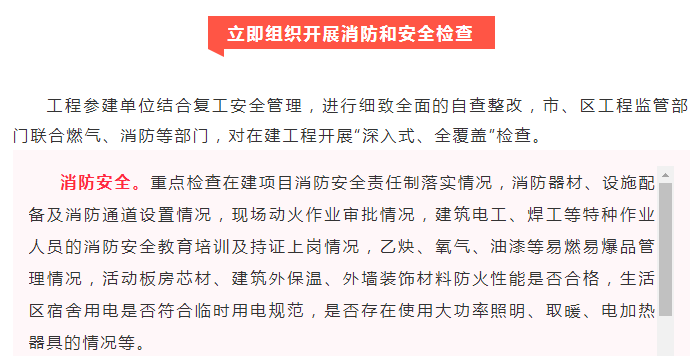 立即组织开展消防和安全检查
工程参建单位结合复工安全管理，进行细致全面的自查整改，市、区工程监管部
门联合燃气、消防等部门，对在建工程开展“深入式、全覆盖”检查。
消防安全。重点检查在建项目消防安全责任制落实情况，消防器材、设施配
备及消防通道设置情况，现场动火作业审批情况，建筑电工、焊工等特种作业
人员的消防安全教育培训及持证上岗情况，乙炔、氧气、油漆等易燃易爆品管
理情况，活动板房芯材、建筑外保温、外墙装饰材料防火性能是否合格，生活
区宿舍用电是否符合临时用电规范，是否存在使用大功率照明、取暖、电加热
器具的情况等。